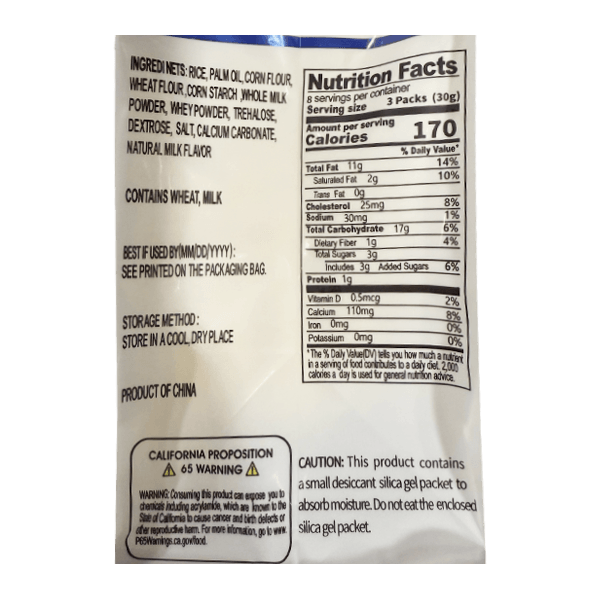 INGREDINETS: RICE, PALM OIL, CORN FLOUR,
WHEAT FLOUR ,CORN STARCH ,WHOLE MILK
POWDER, WHEY POWDER, TREHALOSE,
DEXTROSE, SALT, CALCIUM CARBONATE,
NATURAL MILK FLAVOR
CONTAINS WHEAT, MILK
BEST IF USED BY(MM/DD/YYYY) :
SEE PRINTED ON THE PACKAGING BAG.
STORAGE METHOD :
STORE IN A COOL, DRY PLACE
PRODUCT OF CHINA
CALIFORNIA PROPOSITION
65 WARNING
WARNING: Consuming this product can expose you to
chemicals including acrylamide, which are known to the
State of California to cause cancer and birth defects or
other reproductive harm. For more information, go to www.
P65Warnings.ca.gov/food.
Nutrition Facts
8 servings per container
Serving size 3 Packs (30g)
Amount per serving
Calories 170
% Daily Value*
Total Fat 11g 14%
Saturated Fat 2g 10%
Trans Fat 0g
Cholesterol 25mg 8%
Sodium 30mg 1%
Total Carbohydrate 17g 6%
Dietary Fiber 1g 4%
Total Sugars 3g
Includes 3g Added Sugars 6%
Protein 1g
Vitamin D 0.5mcg 2%
Calcium 110mg 8%
Iron 0mg 0%
Potassium 0mg 0%
*The % Daily Value(DV) tells you how much a nutrient
in a serving of food contributes to a daily diet. 2,000
calories a day is used for general nutrition advice.
CAUTION: This product contains
a small desiccant silica gel packet to
absorb moisture. Do not eat the enclosed
silica gel packet.